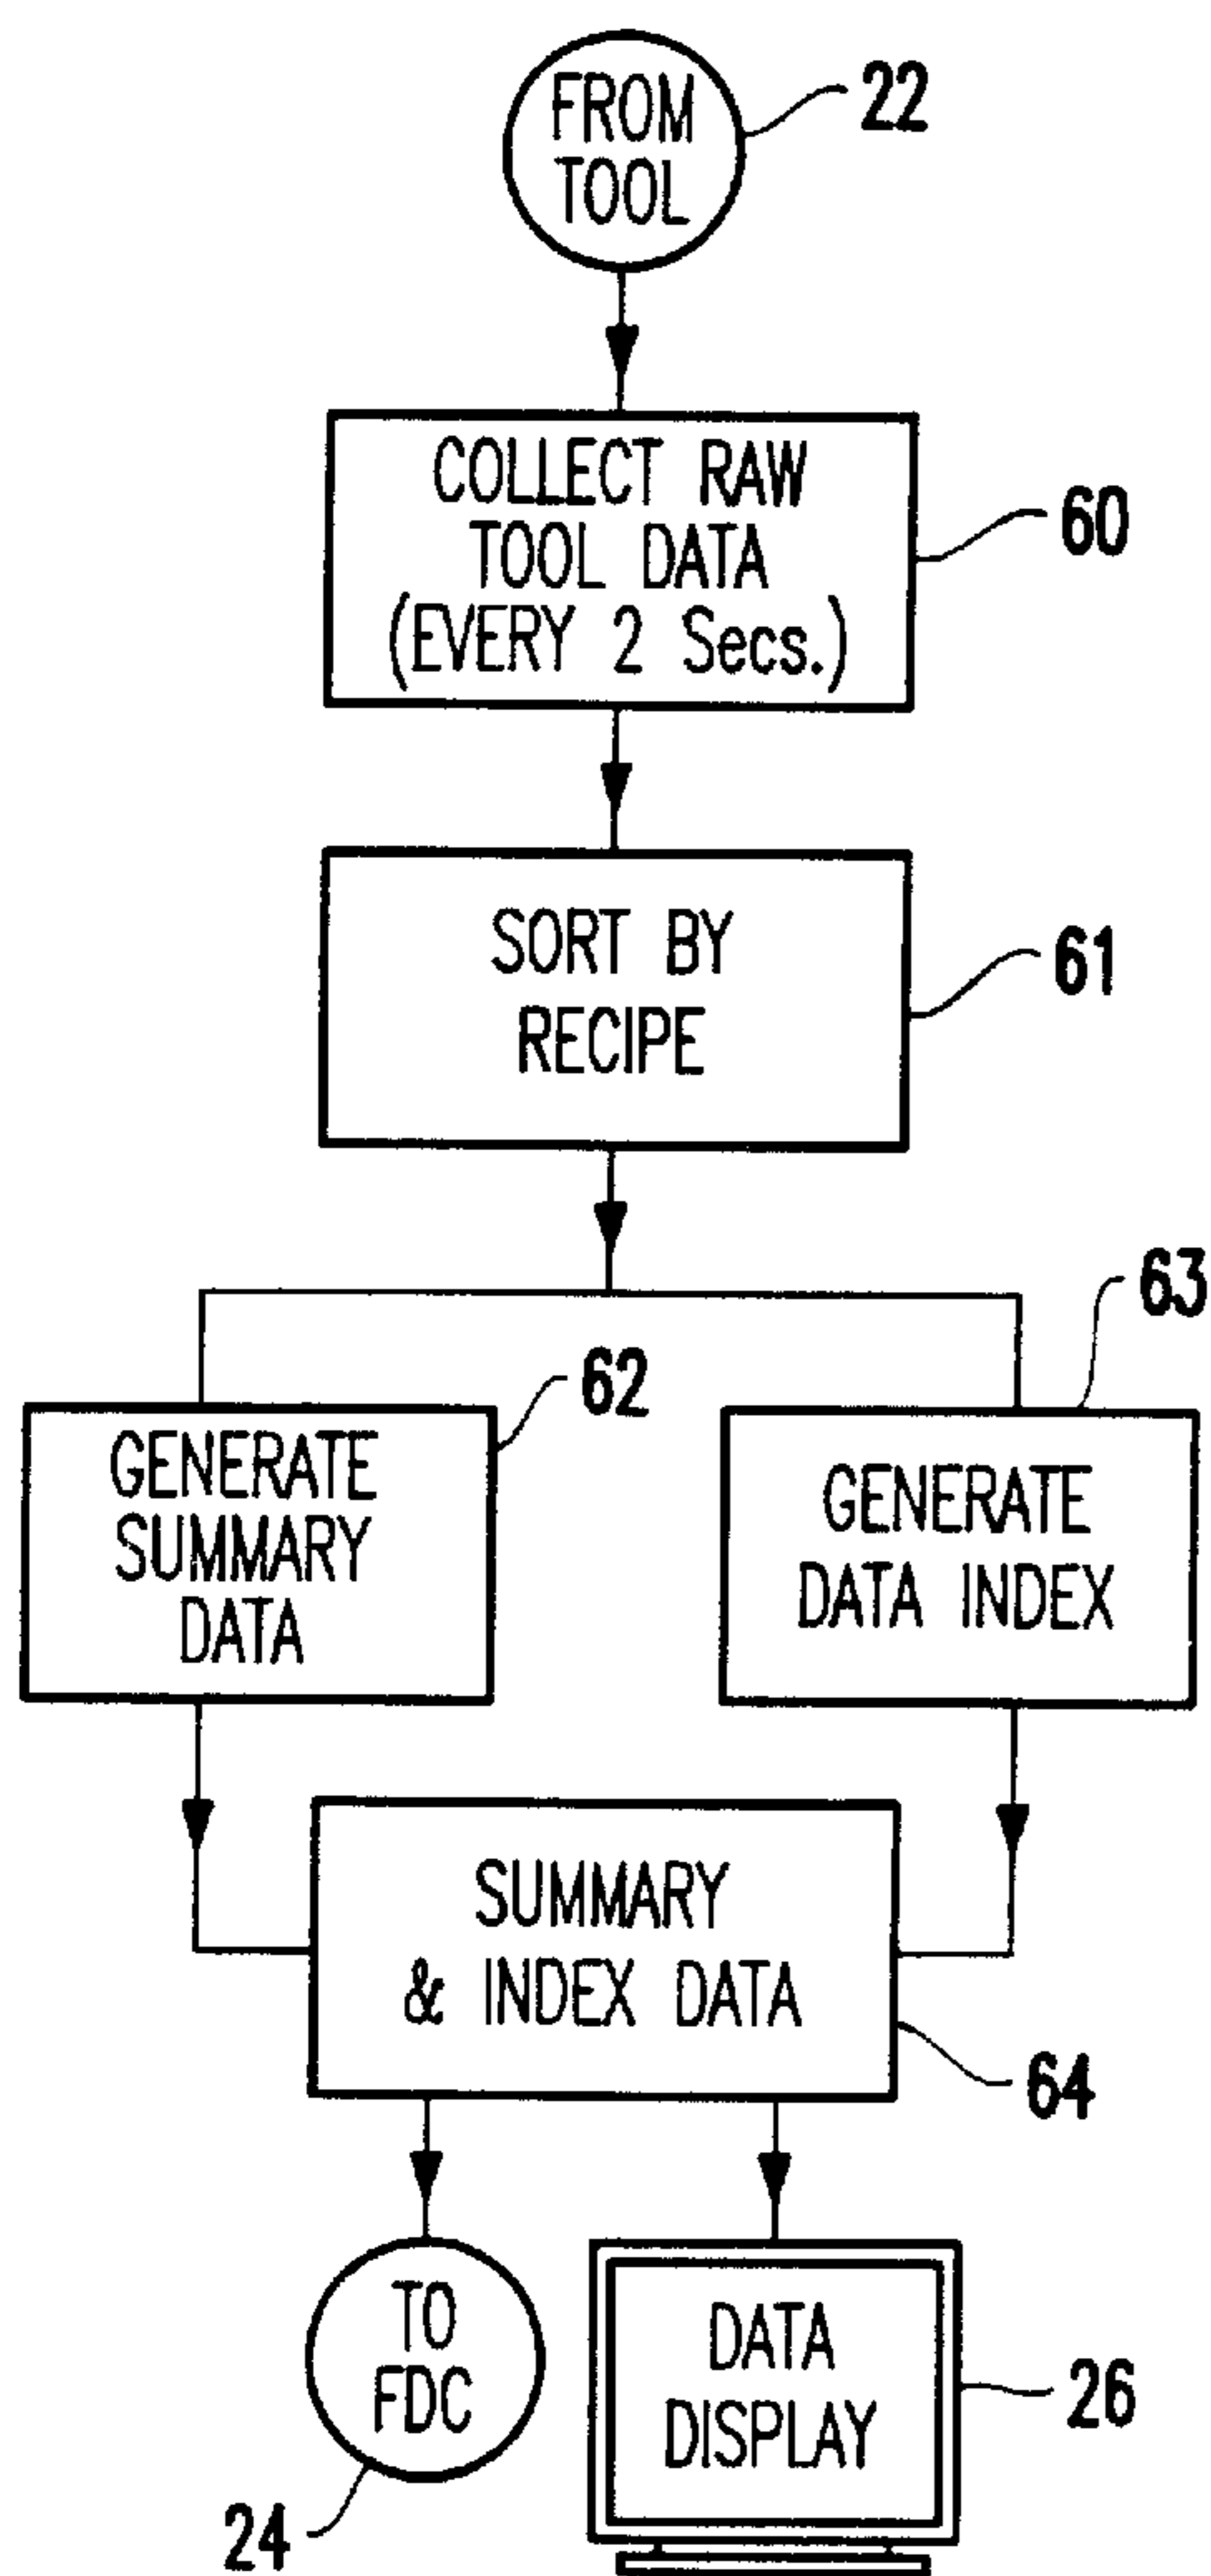 FROM
TOOL
22
COLLECT RAW
TOOL DATA
(EVERY 2 Secs.)
60
SORT BY
RECIPE
61
62
63
GENERATE
SUMMARY
DATA
GENERATE
DATA INDEX
SUMMARY
& INDEX DATA
64
TO
FDC
24
DATA
DISPLAY
26